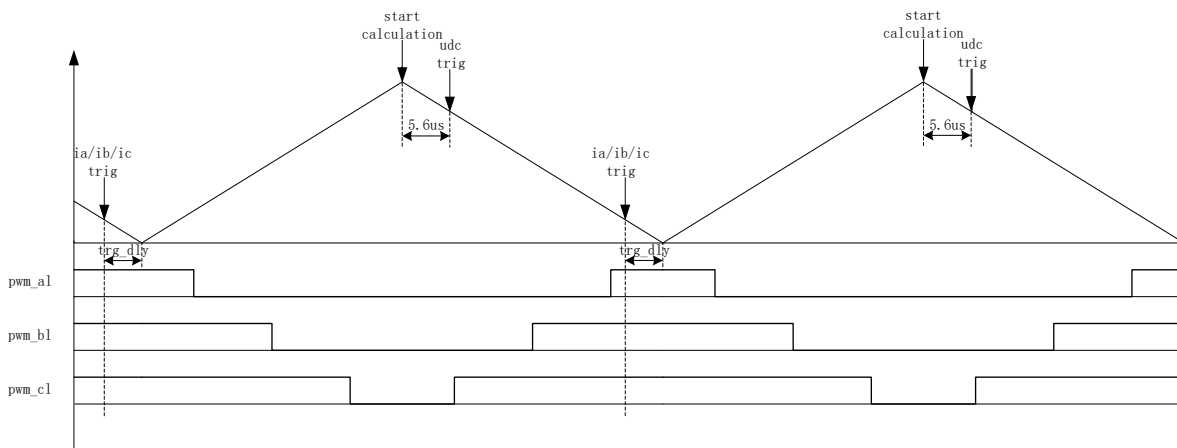 start
calculation
udc
trig
5.6us
ia/ib/ic
trig
trg_dly
ia/ib/ic
trig
trg_dly
start
calculation
udc
trig
5.6us
pwm_al
pwm_bl
pwm_cl